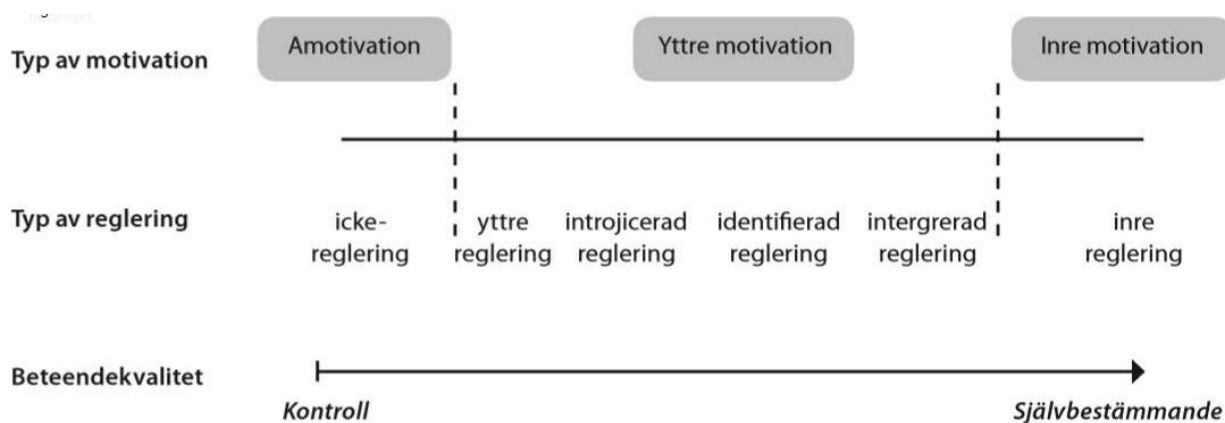 Amotivation
Yttre motivation
Inre motivation
Typ av motivation
Typ av reglering
icke-
reglering
yttre
reglering
introjicerad
reglering
identifierad
reglering
intergrerad
reglering
inre
reglering
Beteendekvalitet
Kontroll
Självbestämmande